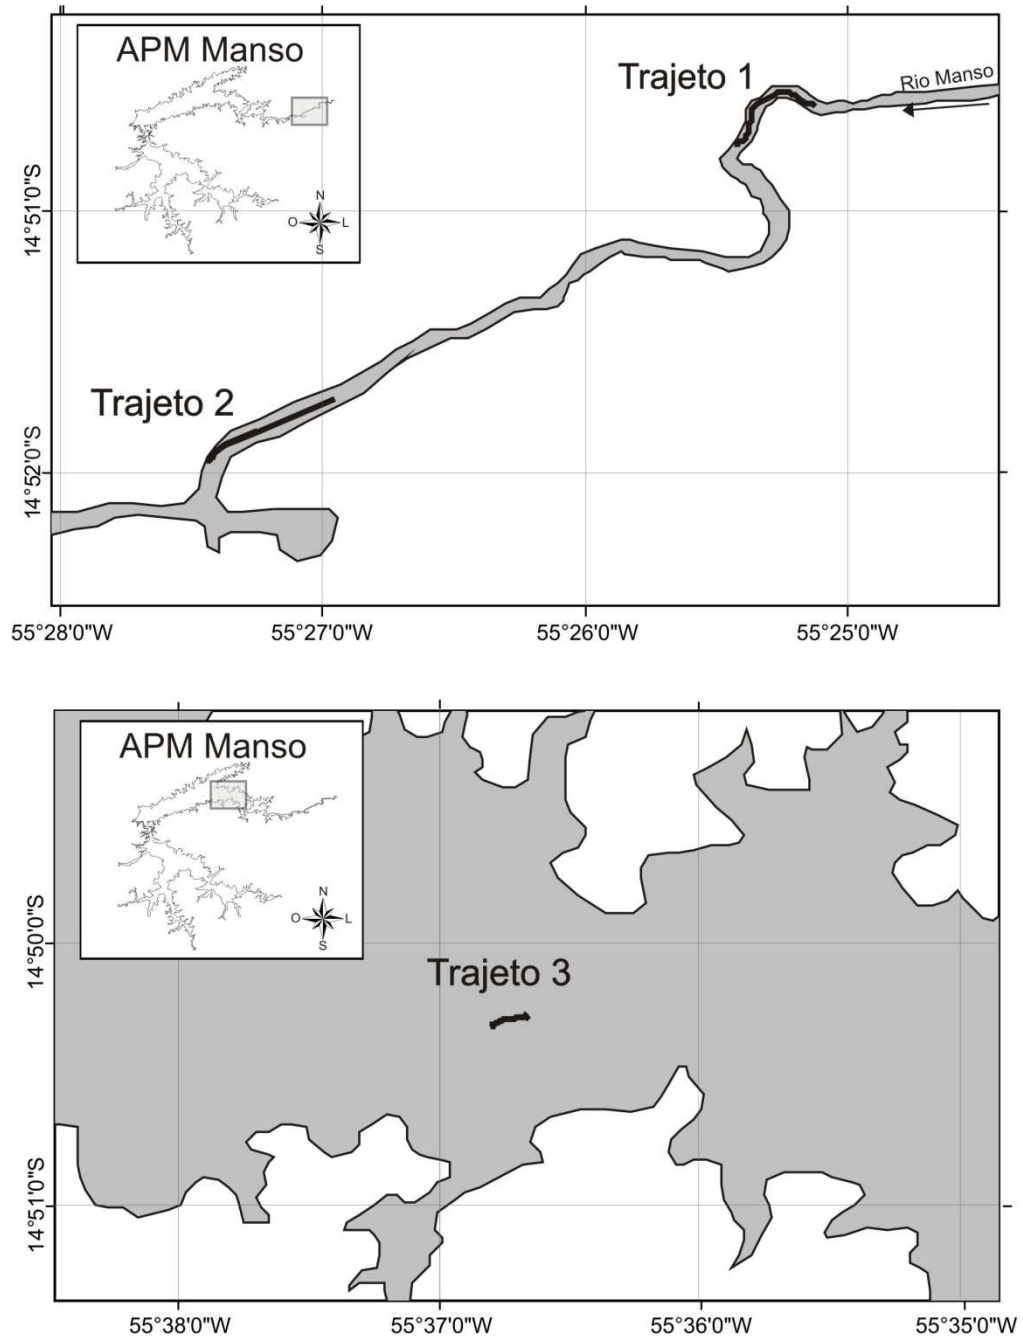 APM Manso
N
O L
S
Trajeto 1
Rio Manso
14°51'0"S
Trajeto 2
14°52'0"S
55°28'0"W 55°27'0"W 55°26'0"W 55°25'0"W
APM Manso
N
O L
S
14°50'0"S
Trajeto 3
14°51'0"S
55°38'0"W 55°37'0"W 55°36'0"W 55°35'0"W